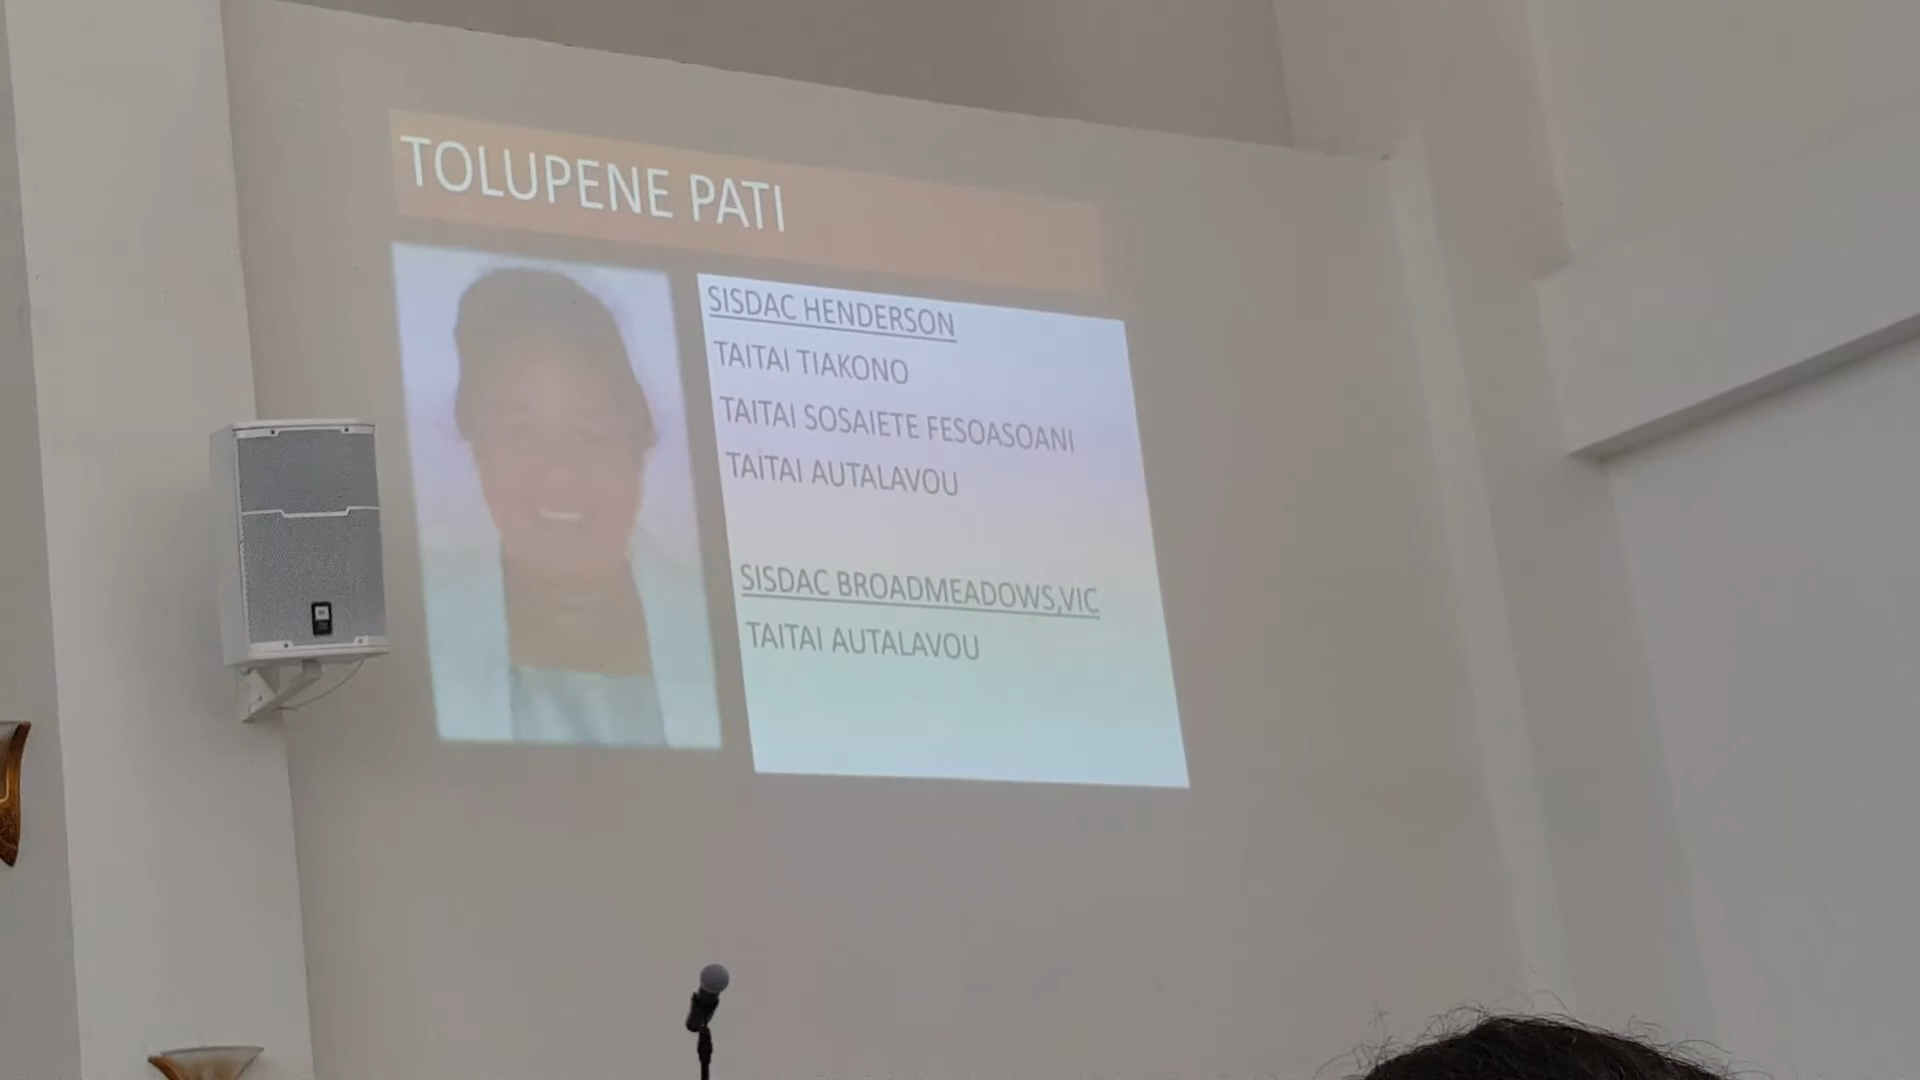 TOLUPENE PATI
SISDAC HENDERSON
TAITAI TIAKONO
TAITAI SOSAIETE FESOASOANI
TAITAI AUTALAVOU
SISDAC BROADMEADOWS,VIC
TAITAI AUTALAVOU